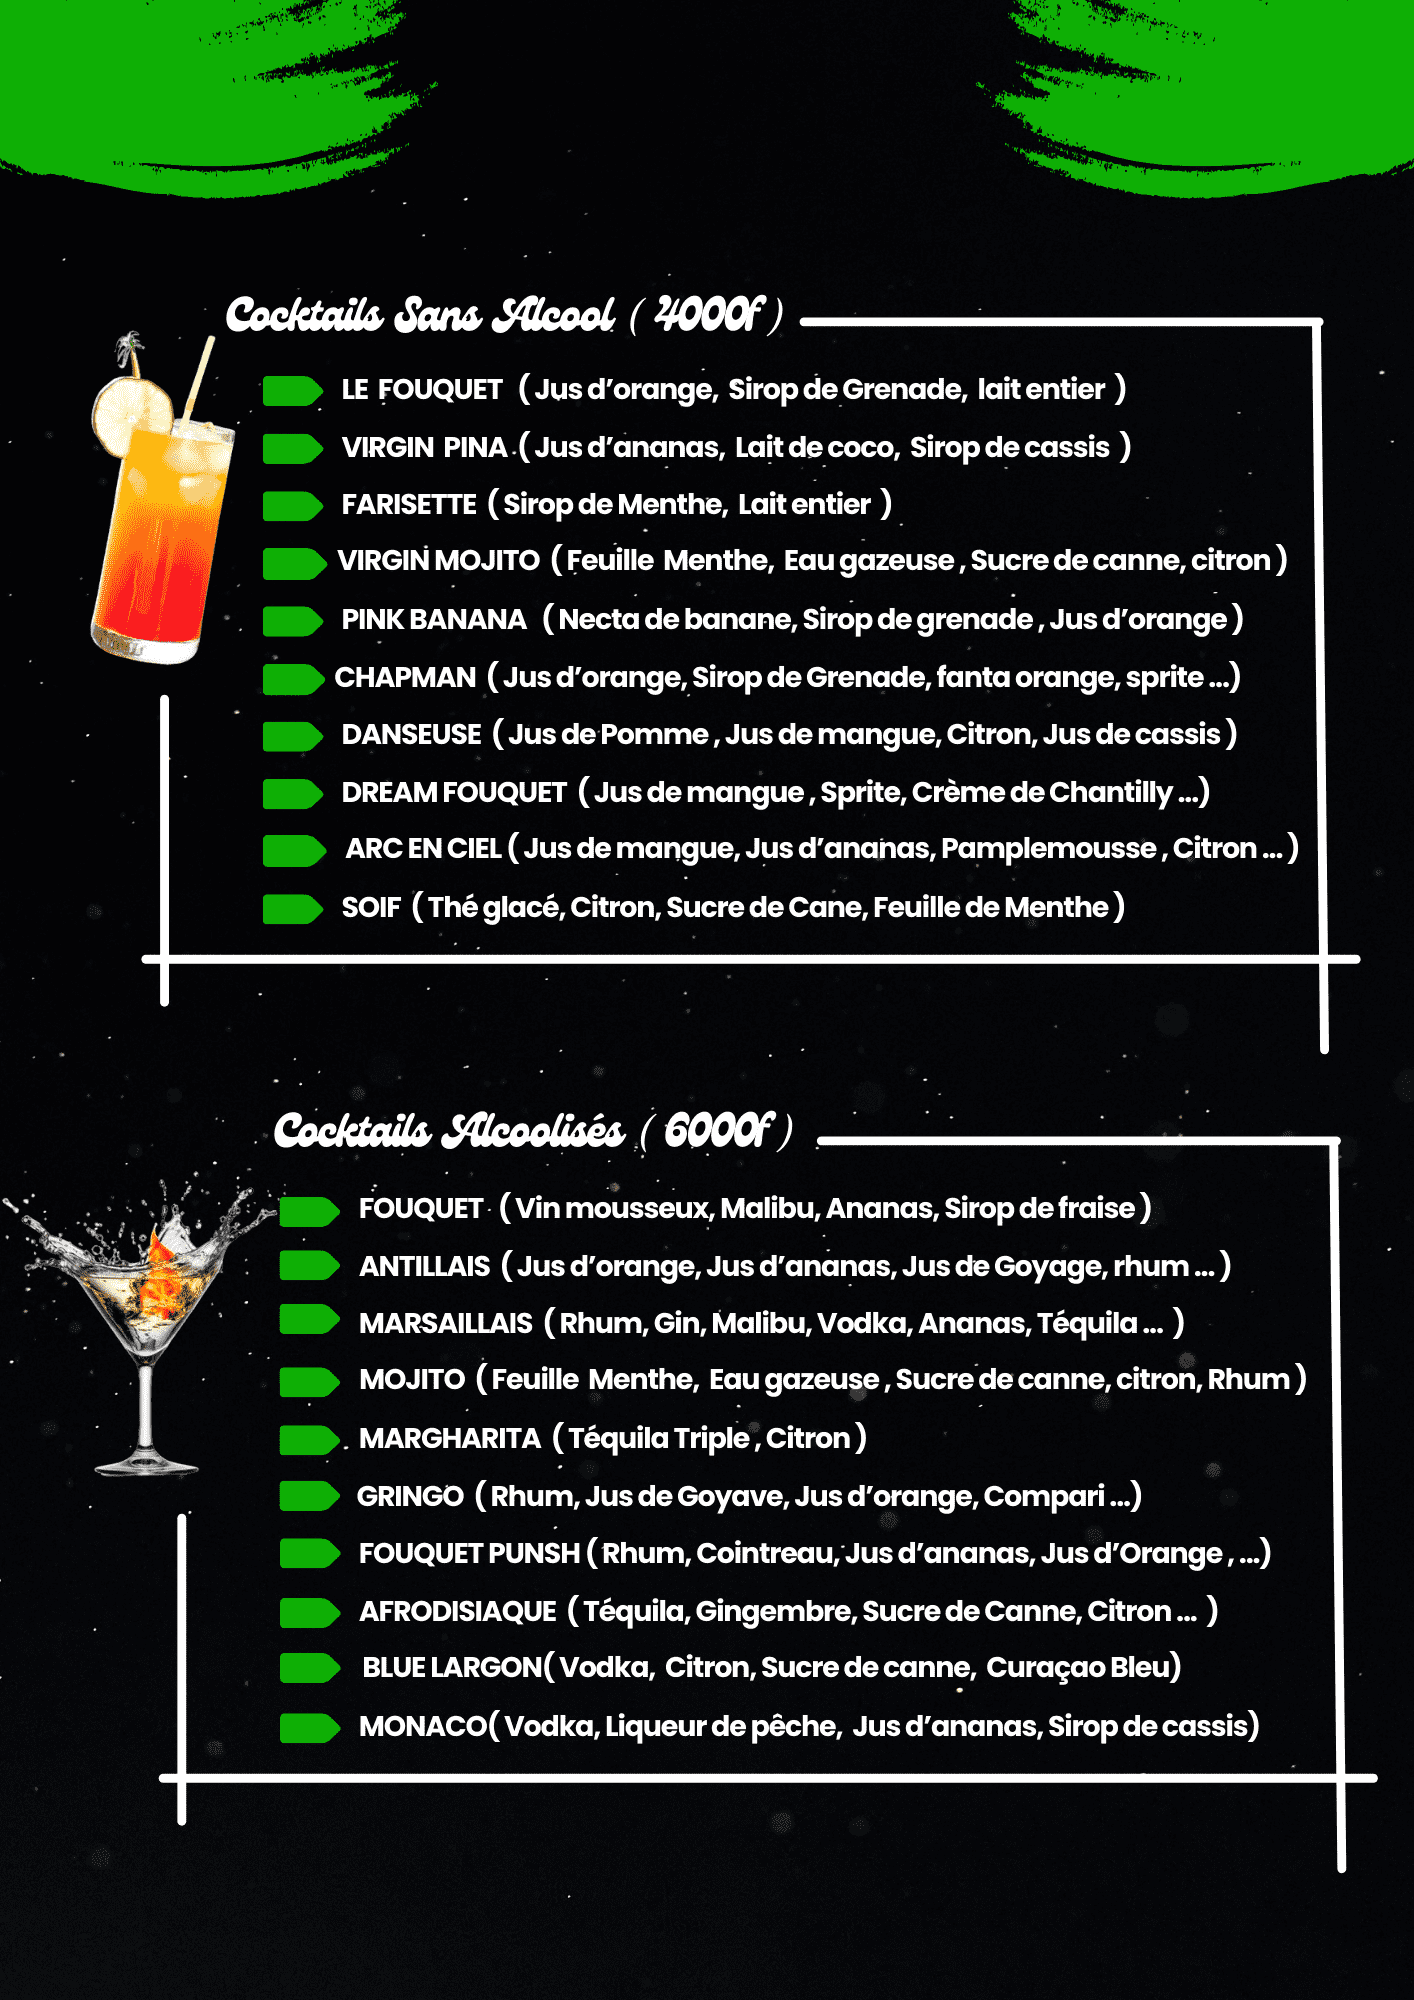 Cocktails Sans Alcool ( 4000f )
LE FOUQUET ( Jus d’orange, Sirop de Grenade, lait entier )
VIRGIN PINA ( Jus d’ananas, Lait de coco, Sirop de cassis )
FARISETTE ( Sirop de Menthe, Lait entier )
VIRGIN MOJITO ( Feuille Menthe, Eau gazeuse , Sucre de canne, citron )
PINK BANANA ( Necta de banane, Sirop de grenade , Jus d’orange )
CHAPMAN ( Jus d’orange, Sirop de Grenade, fanta orange, sprite ...)
DANSEUSE ( Jus de Pomme , Jus de mangue, Citron, Jus de cassis )
DREAM FOUQUET ( Jus de mangue , Sprite, Crème de Chantilly ...)
ARC EN CIEL ( Jus de mangue, Jus d’ananas, Pamplemousse , Citron ... )
SOIF ( Thé glacé, Citron, Sucre de Cane, Feuille de Menthe )
Cocktails Alcoolisés ( 6000f )
FOUQUET ( Vin mousseux, Malibu, Ananas, Sirop de fraise )
ANTILLAIS ( Jus d’orange, Jus d’ananas, Jus de Goyage, rhum ... )
MARSAILLAIS ( Rhum, Gin, Malibu, Vodka, Ananas, Téquila ... )
MOJITO ( Feuille Menthe, Eau gazeuse , Sucre de canne, citron, Rhum )
MARGHARITA ( Téquila Triple , Citron )
GRINGO ( Rhum, Jus de Goyave, Jus d’orange, Compari ...)
FOUQUET PUNSH ( Rhum, Cointreau, Jus d’ananas, Jus d’Orange , ...)
AFRODISIAQUE ( Téquila, Gingembre, Sucre de Canne, Citron ... )
BLUE LARGON( Vodka, Citron, Sucre de canne, Curaçao Bleu)
MONACO( Vodka, Liqueur de pêche, Jus d’ananas, Sirop de cassis)